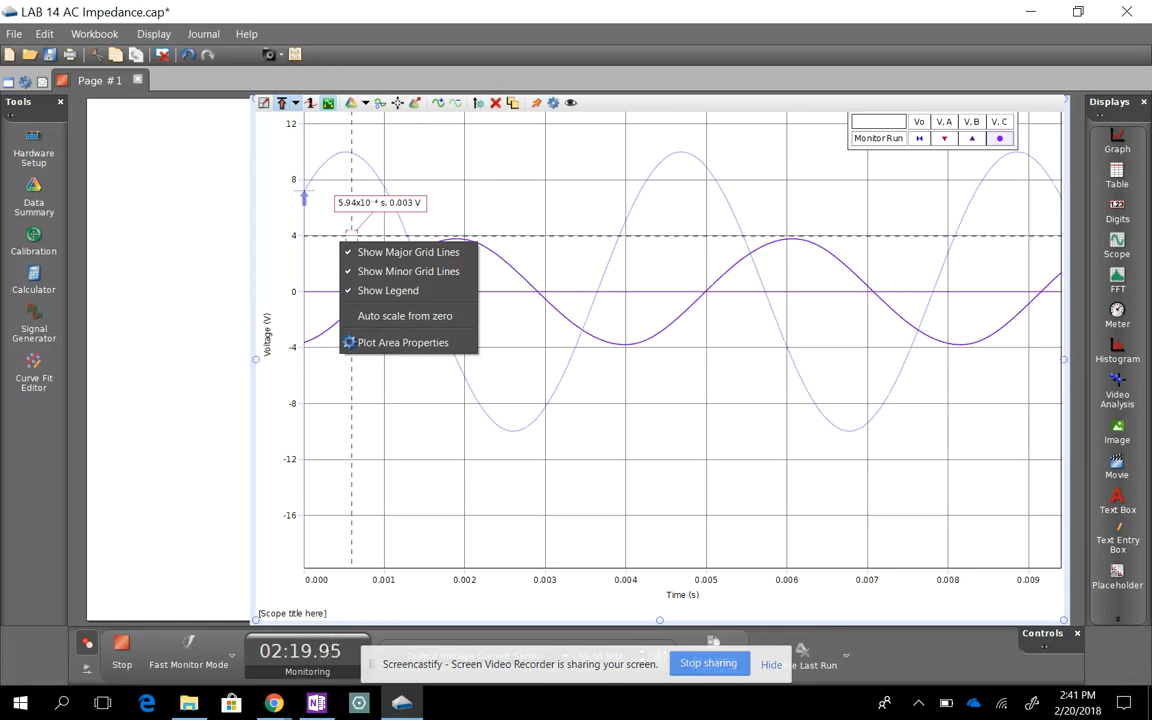 LAB 14 AC Impedance.cap*
File Edit Workbook Display Journal Help
Page #1
Tools
Hardware
Setup
Data
Summary
Calibration
Calculator
Signal
Generator
Curve Fit
Editor
Vo V, A V, B V, C
Monitor Run
5.94x10⁻⁴ s, 0.003 V
Show Major Grid Lines
Show Minor Grid Lines
Show Legend
Auto scale from zero
Plot Area Properties
Voltage (V)
12
8
4
0
-4
-8
-12
-16
0.000 0.001 0.002 0.003 0.004 0.005 0.006 0.007 0.008 0.009
Time (s)
[Scope title here]
Displays
Graph
Table
1.23
Digits
Scope
FFT
Meter
Histogram
Video
Analysis
Image
Movie
Text Box
Text Entry
Box
Placeholder
Stop
Fast Monitor Mode
02:19.95
Monitoring
Screencastify - Screen Video Recorder is sharing your screen.
Stop sharing
Hide
Last Run
Controls
2:41 PM
2/20/2018